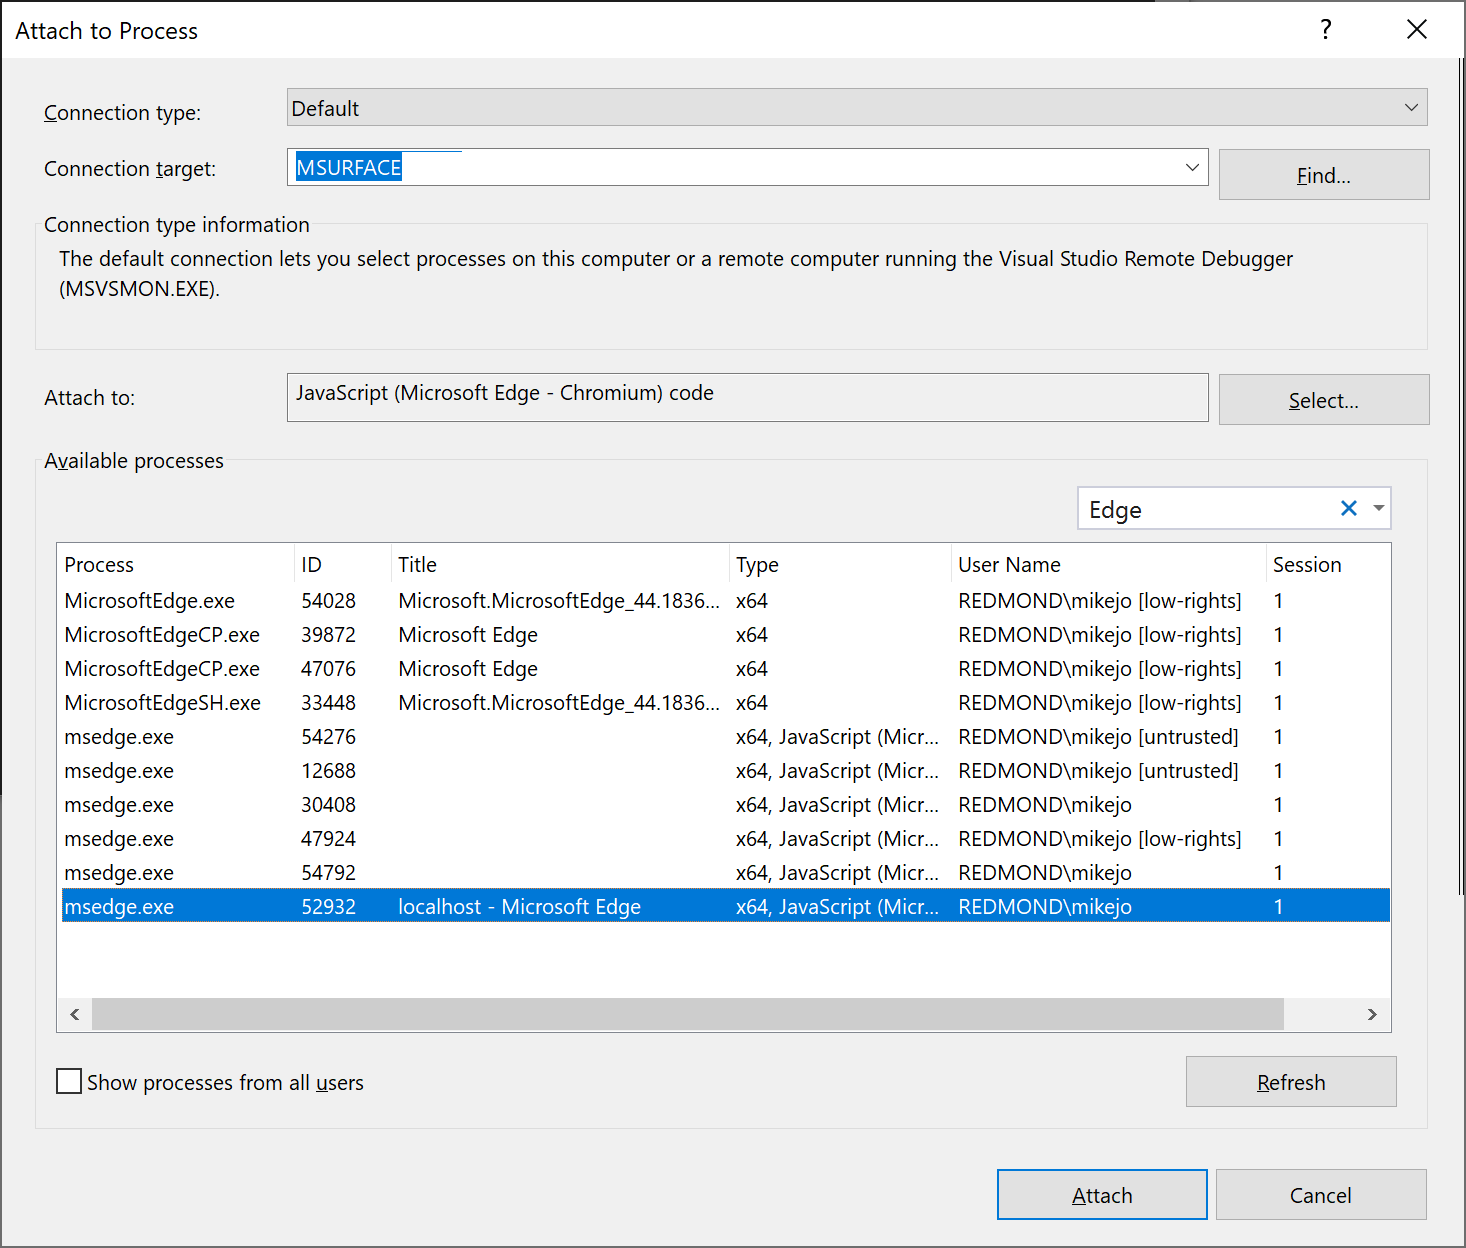 Attach to Process ?
Connection type: Default
Connection target: MSURFACE Find...
Connection type information
The default connection lets you select processes on this computer or a remote computer running the Visual Studio Remote Debugger
(MSVSMON.EXE).
Attach to: JavaScript (Microsoft Edge - Chromium) code Select...
Available processes
Edge
Process ID Title Type User Name Session
MicrosoftEdge.exe 54028 Microsoft.MicrosoftEdge_44.1836... x64 REDMOND\mikejo [low-rights] 1
MicrosoftEdgeCP.exe 39872 Microsoft Edge x64 REDMOND\mikejo [low-rights] 1
MicrosoftEdgeCP.exe 47076 Microsoft Edge x64 REDMOND\mikejo [low-rights] 1
MicrosoftEdgeSH.exe 33448 Microsoft.MicrosoftEdge_44.1836... x64 REDMOND\mikejo [low-rights] 1
msedge.exe 54276 x64, JavaScript (Micr... REDMOND\mikejo [untrusted] 1
msedge.exe 12688 x64, JavaScript (Micr... REDMOND\mikejo [untrusted] 1
msedge.exe 30408 x64, JavaScript (Micr... REDMOND\mikejo 1
msedge.exe 47924 x64, JavaScript (Micr... REDMOND\mikejo [low-rights] 1
msedge.exe 54792 x64, JavaScript (Micr... REDMOND\mikejo 1
msedge.exe 52932 localhost - Microsoft Edge x64, JavaScript (Micr... REDMOND\mikejo 1
Show processes from all users Refresh
Attach Cancel